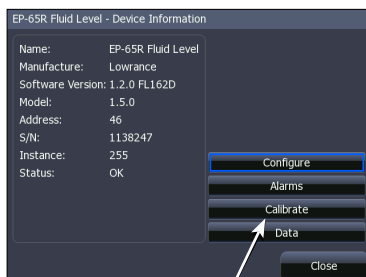 EP-65R Fluid Level - Device Information
Name: EP-65R Fluid Level
Manufacture: Lowrance
Software Version: 1.2.0 FL162D
Model: 1.5.0
Address: 46
S/N: 1138247
Instance: 255
Status: OK
Configure
Alarms
Calibrate
Data
Close